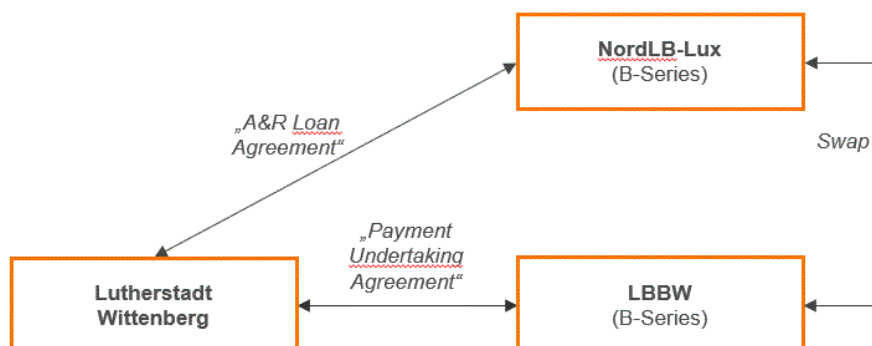 NordLB-Lux
(B-Series)
„A&R Loan
Agreement“
Swap
„Payment
Undertaking
Agreement“
Lutherstadt
Wittenberg
LBBW
(B-Series)